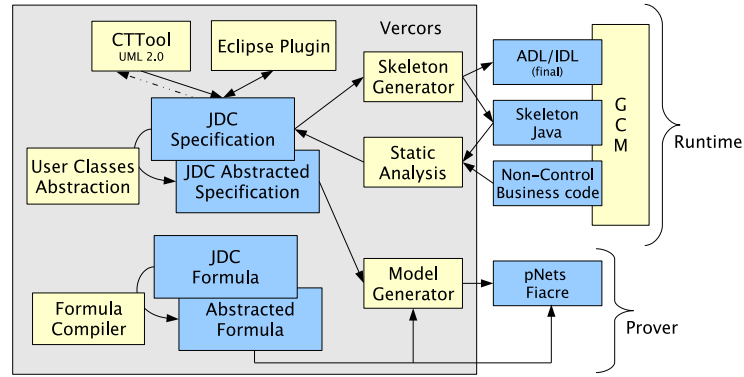 CTTool
UML 2.0
Eclipse Plugin
Vercors
Skeleton
Generator
ADL/IDL
(final)
JDC
Specification
Skeleton
Java
G
C
M
Runtime
User Classes
Abstraction
JDC Abstracted
Specification
Static
Analysis
Non-Control
Business code
JDC
Formula
Model
Generator
pNets
Fiacre
Formula
Compiler
Abstracted
Formula
Prover